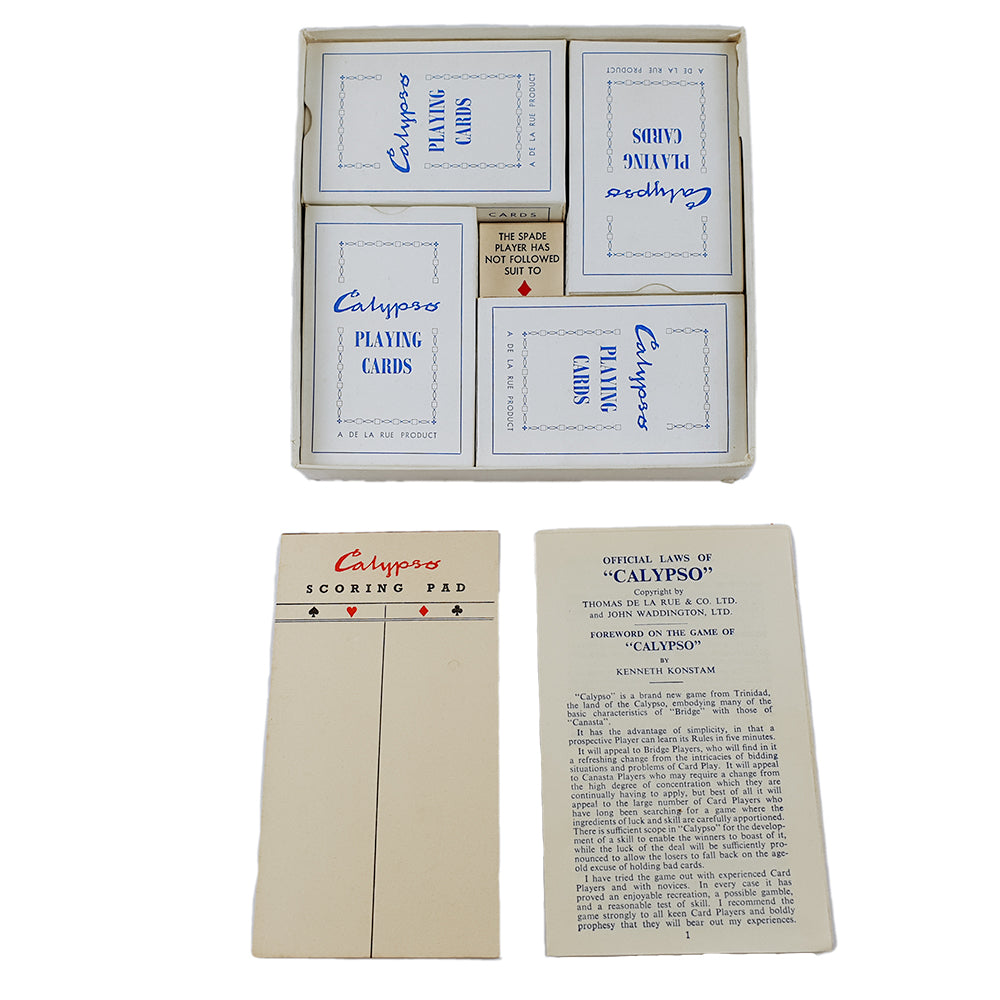 Calypso
PLAYING
CARDS
A DE LA RUE PRODUCT
Calypso
PLAYING
CARDS
A DE LA RUE PRODUCT
CARDS
THE SPADE
PLAYER HAS
NOT FOLLOWED
SUIT TO
Calypso
PLAYING
CARDS
A DE LA RUE PRODUCT
Calypso
PLAYING
CARDS
A DE LA RUE PRODUCT
Calypso
SCORING PAD
OFFICIAL LAWS OF
"CALYPSO"
Copyright by
THOMAS DE LA RUE & CO. LTD.
and JOHN WADDINGTON, LTD.
FOREWORD ON THE GAME OF
"CALYPSO"
BY
KENNETH KONSTAM
"Calypso" is a brand new game from Trinidad,
the land of the Calypso, embodying many of the
basic characteristics of "Bridge" with those of
"Canasta".
It has the advantage of simplicity, in that a
prospective Player can learn its Rules in five minutes.
It will appeal to Bridge Players, who will find in it
a refreshing change from the intricacies of bidding
situations and problems of Card Play. It will appeal
to Canasta Players who may require a change from
the high degree of concentration which they are
continually having to apply, but best of all it will
appeal to the large number of Card Players who
have long been searching for a game where the
ingredients of luck and skill are carefully apportioned.
There is sufficient scope in "Calypso" for the develop-
ment of a skill to enable the winners to boast of it,
while the luck of the deal will be sufficiently pro-
nounced to allow the losers to fall back on the age-
old excuse of holding bad cards.
I have tried the game out with experienced Card
Players and with novices. In every case it has
proved an enjoyable recreation, a possible gamble,
and a reasonable test of skill. I recommend the
game strongly to all keen Card Players and boldly
prophesy that they will bear out my experiences.
1